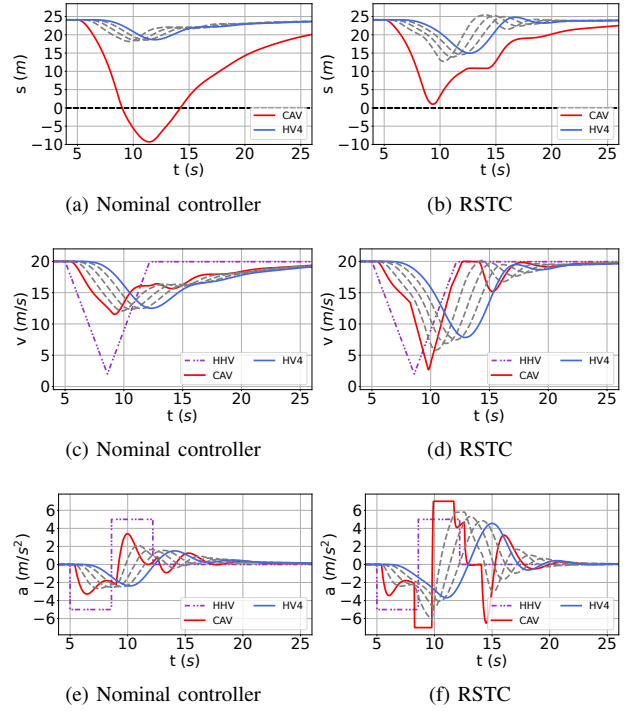 25
20
15
10
5
0
−5
−10
s (m)
5 10 15 20 25
t (s)
CAV
HV4
(a) Nominal controller
25
20
15
10
5
0
−5
−10
s (m)
5 10 15 20 25
t (s)
CAV
HV4
(b) RSTC
20
15
10
5
0
v (m/s)
5 10 15 20 25
t (s)
HHV
CAV
HV4
(c) Nominal controller
20
15
10
5
0
v (m/s)
5 10 15 20 25
t (s)
HHV
CAV
HV4
(d) RSTC
6
4
2
0
−2
−4
−6
a (m/s²)
5 10 15 20 25
t (s)
HHV
CAV
HV4
(e) Nominal controller
6
4
2
0
−2
−4
−6
a (m/s²)
5 10 15 20 25
t (s)
HHV
CAV
HV4
(f) RSTC